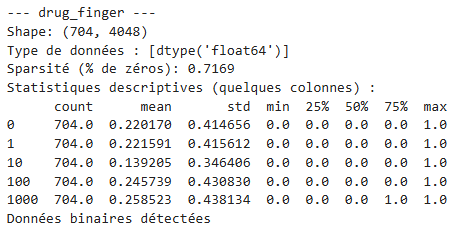 --- drug_finger ---
Shape: (704, 4048)
Type de données : [dtype('float64')]
Sparsité (% de zéros): 0.7169
Statistiques descriptives (quelques colonnes) :
count mean std min 25% 50% 75% max
0 704.0 0.220170 0.414656 0.0 0.0 0.0 0.0 1.0
1 704.0 0.221591 0.415612 0.0 0.0 0.0 0.0 1.0
10 704.0 0.139205 0.346406 0.0 0.0 0.0 0.0 1.0
100 704.0 0.245739 0.430830 0.0 0.0 0.0 0.0 1.0
1000 704.0 0.258523 0.438134 0.0 0.0 0.0 1.0 1.0
Données binaires détectées